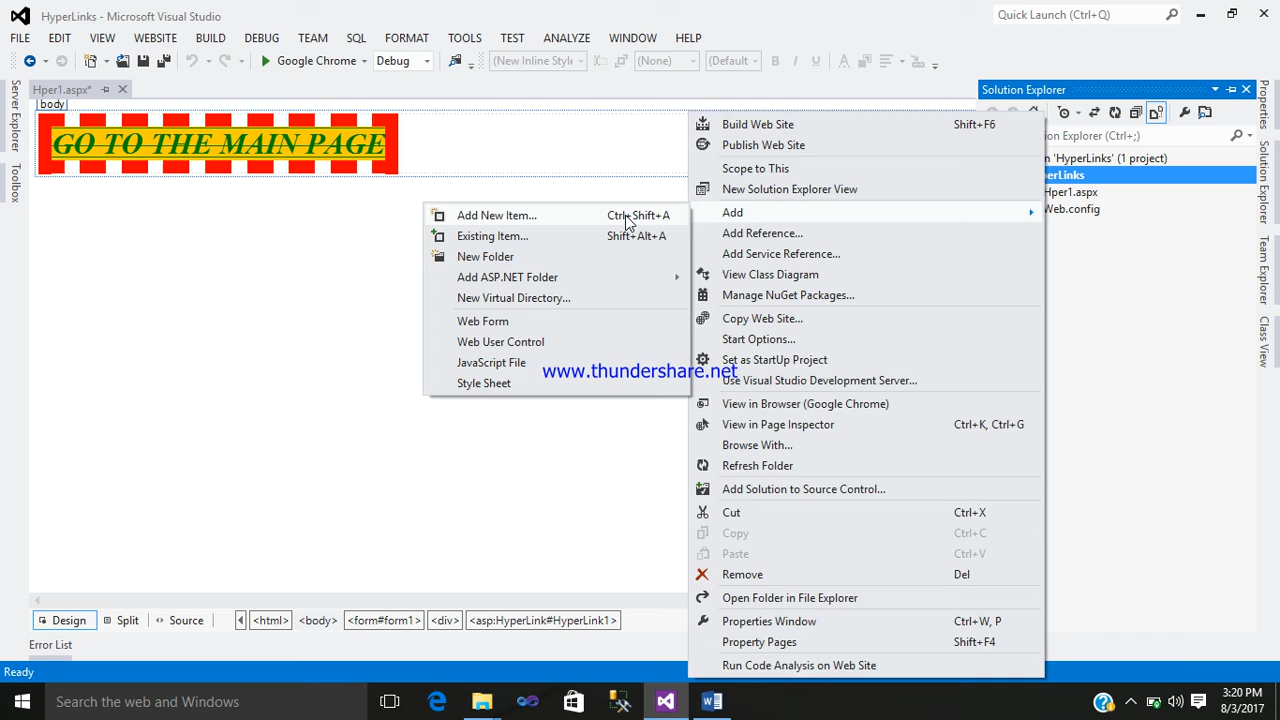 HyperLinks - Microsoft Visual Studio
Quick Launch (Ctrl+Q)
FILE EDIT VIEW WEBSITE BUILD DEBUG TEAM SQL FORMAT TOOLS TEST ANALYZE WINDOW HELP
Google Chrome Debug (New Inline Style (None) (Default B I U A
Server Explorer
Toolbox
Hper1.aspx*
body
GO TO THE MAIN PAGE
Solution Explorer
Explorer (Ctrl+;)
n 'HyperLinks' (1 project)
perLinks
Hper1.aspx
Web.config
Properties
Solution Explorer
Team Explorer
Class View
Build Web Site Shift+F6
Publish Web Site
Scope to This
New Solution Explorer View
Add
Add Reference...
Add Service Reference...
View Class Diagram
Manage NuGet Packages...
Copy Web Site...
Start Options...
Set as StartUp Project
Use Visual Studio Development Server...
View in Browser (Google Chrome)
View in Page Inspector Ctrl+K, Ctrl+G
Browse With...
Refresh Folder
Add Solution to Source Control...
Cut Ctrl+X
Copy Ctrl+C
Paste Ctrl+V
Remove Del
Open Folder in File Explorer
Properties Window Ctrl+W, P
Property Pages Shift+F4
Run Code Analysis on Web Site
Add New Item... Ctrl+Shift+A
Existing Item... Shift+Alt+A
New Folder
Add ASP.NET Folder
New Virtual Directory...
Web Form
Web User Control
JavaScript File
Style Sheet
www.thundershare.net
Design Split Source <html> <body> <form#form1> <div> <asp:HyperLink#HyperLink1>
Error List
Ready
Search the web and Windows
3:20 PM
8/3/2017